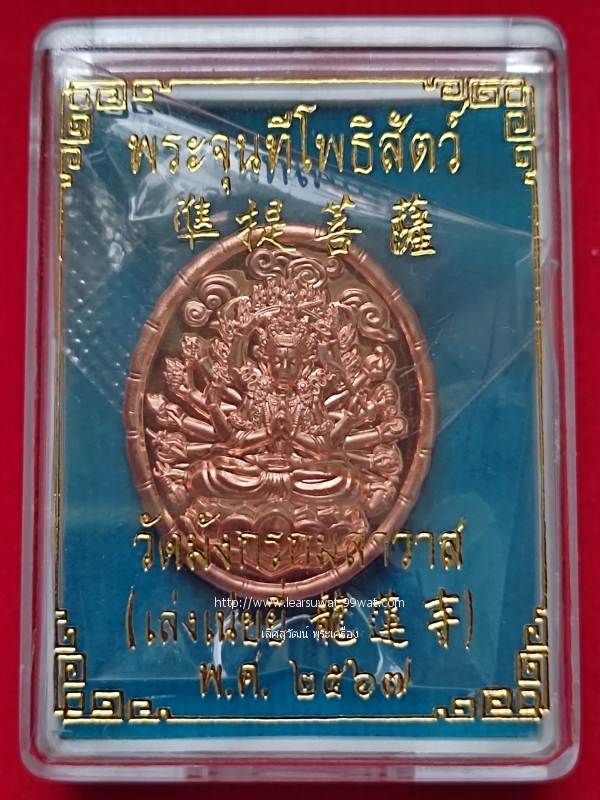 พระจุนทีโพธิสัตว์
準提菩薩
วัดมังกรกมลาวาส
http://www.learsuwat.99wat.com
(เล่งเน่ยยี่ 龍蓮寺)
เลิศสุวัฒน์ พระเครื่อง
พ.ศ. ๒๕๖๗